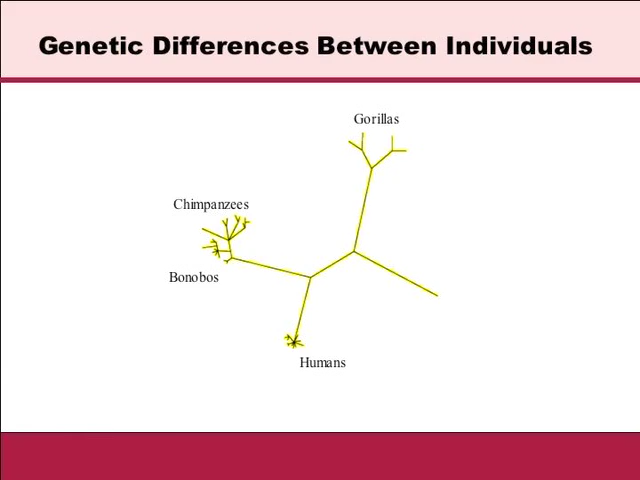 Genetic Differences Between Individuals
Gorillas
Chimpanzees
Bonobos
Humans